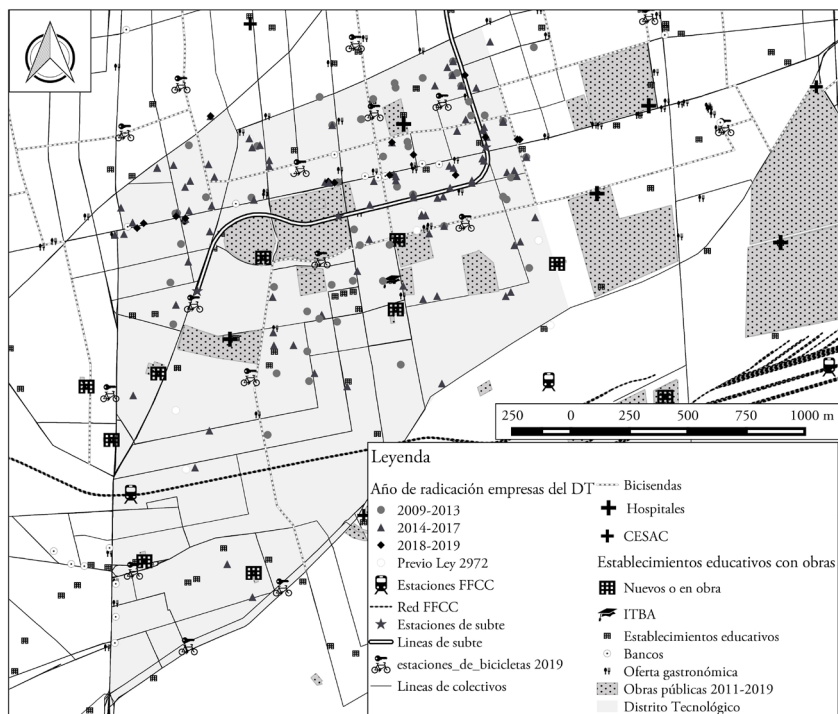 250 0 250 500 750 1000 m
Leyenda
Año de radicación empresas del DT
2009-2013
2014-2017
2018-2019
Previo Ley 2972
Estaciones FFCC
Red FFCC
Estaciones de subte
Lineas de subte
estaciones_de_bicicletas 2019
Lineas de colectivos
Bicisendas
Hospitales
CESAC
Establecimientos educativos con obras
Nuevos o en obra
ITBA
Establecimientos educativos
Bancos
Oferta gastronómica
Obras públicas 2011-2019
Distrito Tecnológico